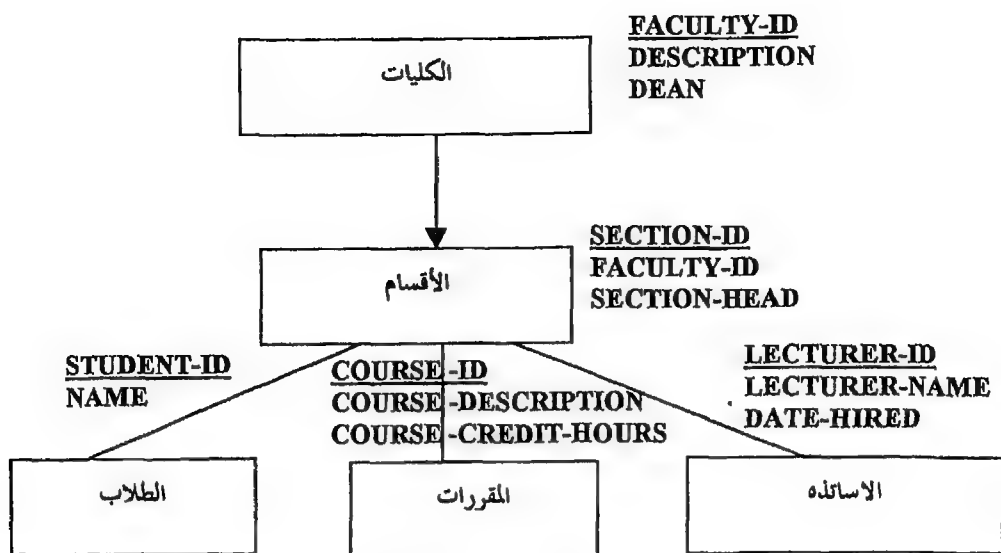 FACULTY-ID
DESCRIPTION
DEAN
الكليات
SECTION-ID
FACULTY-ID
SECTION-HEAD
الأقسام
STUDENT-ID
NAME
COURSE-ID
COURSE-DESCRIPTION
COURSE-CREDIT-HOURS
LECTURER-ID
LECTURER-NAME
DATE-HIRED
الطلاب
المقررات
الاساتذه